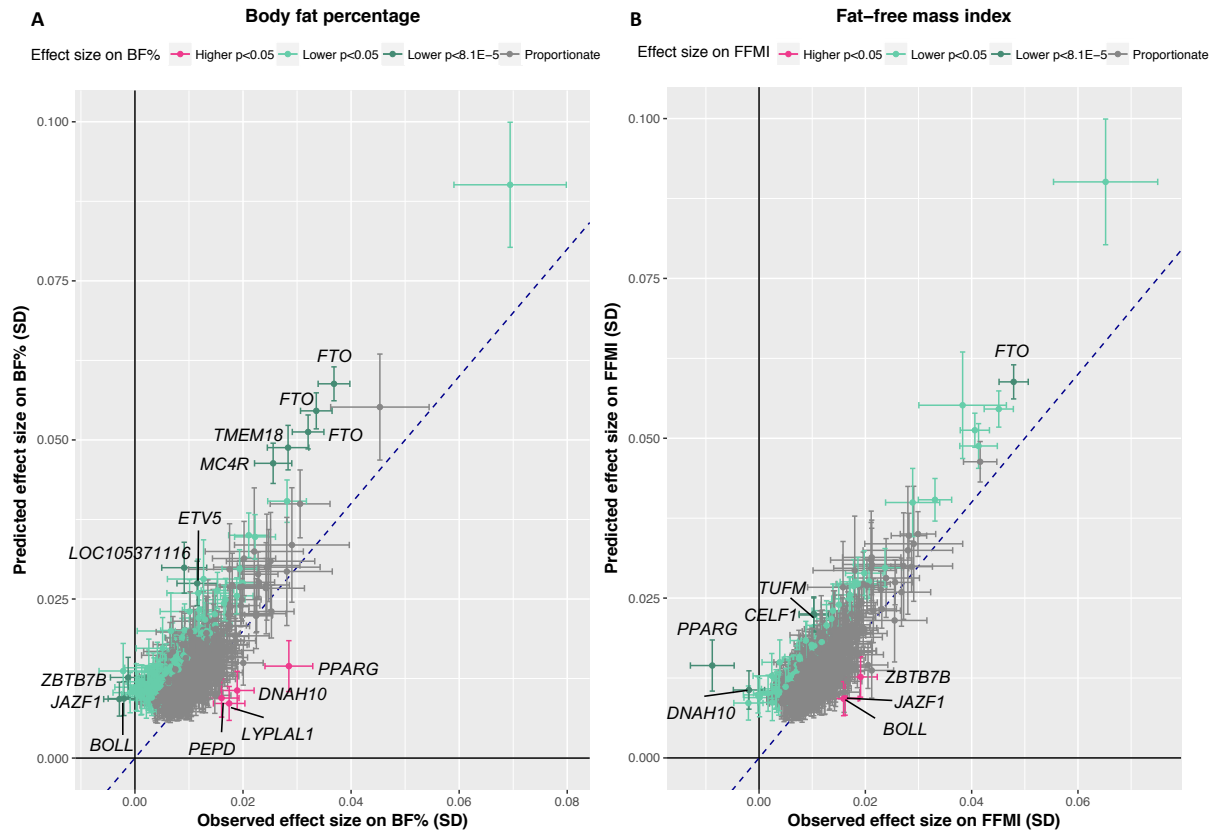 A
Body fat percentage
Effect size on BF%
Higher p<0.05
Lower p<0.05
Lower p<8.1E−5
Proportionate
Predicted effect size on BF% (SD)
0.100
0.075
0.050
0.025
0.000
FTO
FTO
FTO
TMEM18
MC4R
ETV5
LOC105371116
ZBTB7B
JAZF1
BOLL
PPARG
DNAH10
LYPLAL1
PEPD
0.00
0.02
0.04
0.06
0.08
Observed effect size on BF% (SD)
B
Fat−free mass index
Effect size on FFMI
Higher p<0.05
Lower p<0.05
Lower p<8.1E−5
Proportionate
Predicted effect size on FFMI (SD)
0.100
0.075
0.050
0.025
0.000
FTO
TUFM
CELF1
PPARG
DNAH10
ZBTB7B
JAZF1
BOLL
0.00
0.02
0.04
0.06
Observed effect size on FFMI (SD)